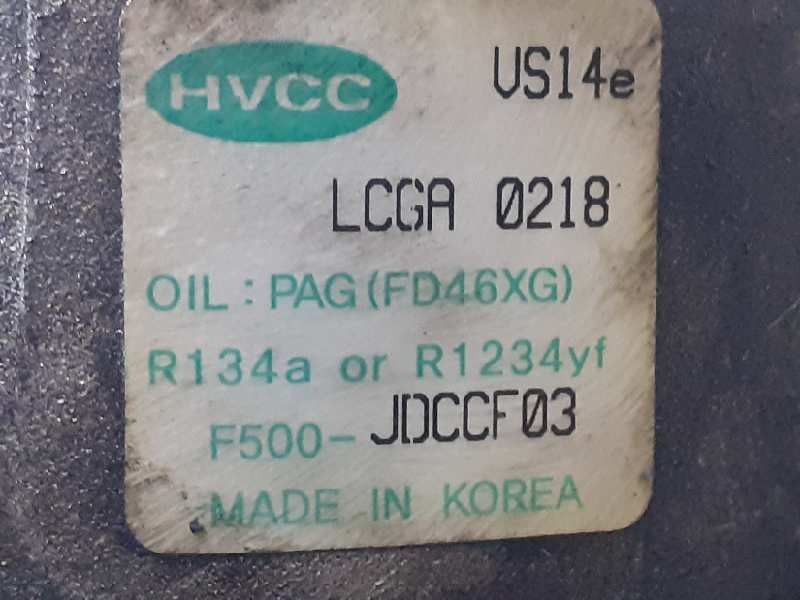 HVCC VS14e
LCGA 0218
OIL : PAG (FD46XG)
R134a or R1234yf
F500-JDCCF03
MADE IN KOREA